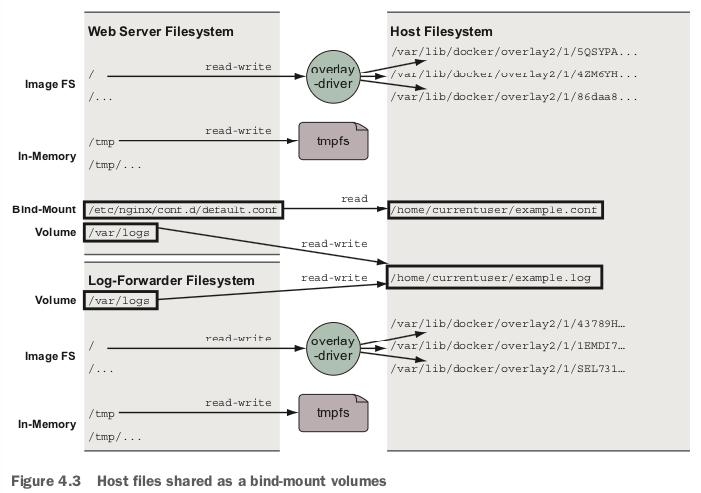 Web Server Filesystem
Host Filesystem
Image FS
/
read-write
overlay
-driver
/var/lib/docker/overlay2/1/5QSYPA...
/var/lib/docker/overlay2/1/4ZM6YH...
/...
/var/lib/docker/overlay2/1/86daa8...
In-Memory
/tmp
read-write
tmpfs
/tmp/...
Bind-Mount
/etc/nginx/conf.d/default.conf
read
/home/currentuser/example.conf
Volume
/var/logs
read-write
Log-Forwarder Filesystem
read-write
/home/currentuser/example.log
Volume
/var/logs
/var/lib/docker/overlay2/1/43789H…
Image FS
/
read-write
overlay
-driver
/var/lib/docker/overlay2/1/1EMDI7…
/...
/var/lib/docker/overlay2/1/SEL731…
In-Memory
/tmp
read-write
tmpfs
/tmp/...
Figure 4.3 Host files shared as a bind-mount volumes